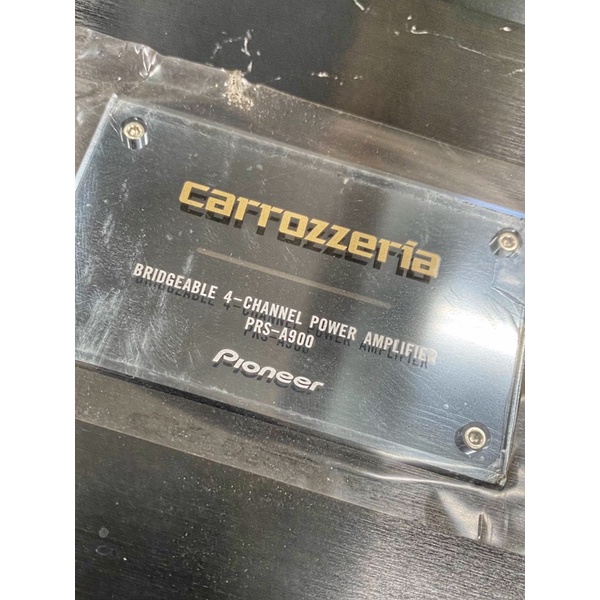 carrozzeria
BRIDGEABLE 4-CHANNEL POWER AMPLIFIER
PRS-A900
Pioneer